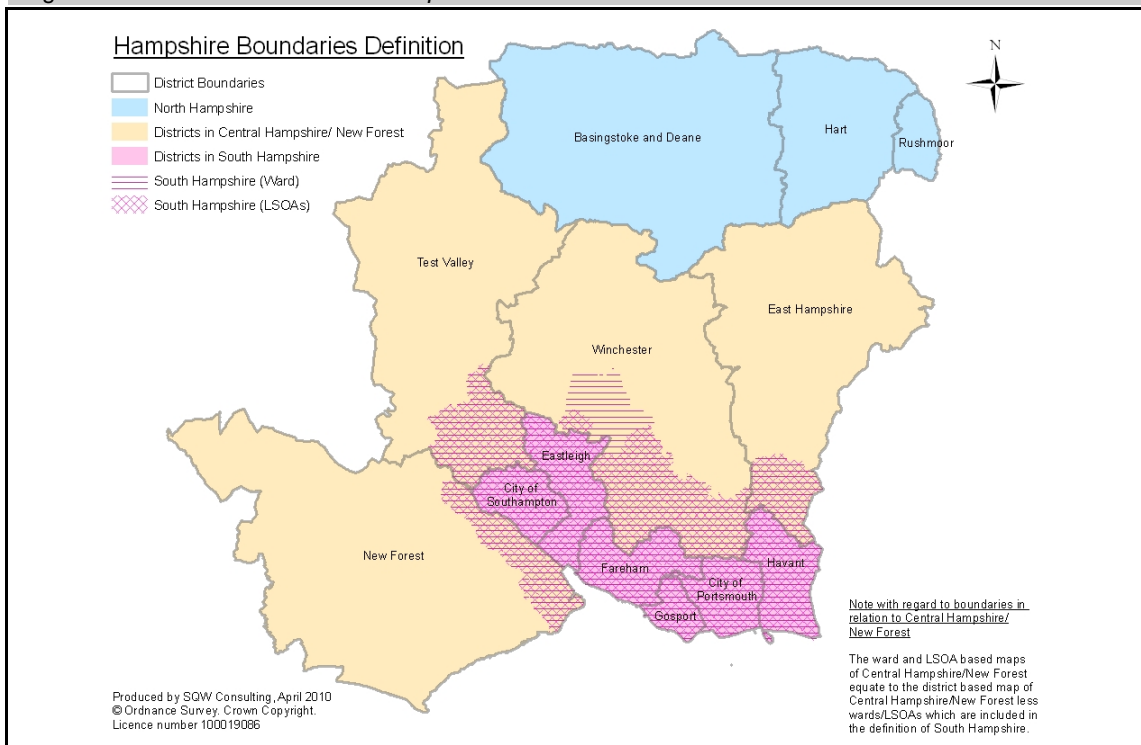 Hampshire Boundaries Definition
District Boundaries
North Hampshire
Districts in Central Hampshire/ New Forest
Districts in South Hampshire
South Hampshire (Ward)
South Hampshire (LSOAs)
N
Basingstoke and Deane
Hart
Rushmoor
Test Valley
East Hampshire
Winchester
Eastleigh
City of
Southampton
New Forest
Fareham
Havant
City of
Portsmouth
Gosport
Note with regard to boundaries in
relation to Central Hampshire/
New Forest
The ward and LSOA based maps
of Central Hampshire/New Forest
equate to the district based map of
Central Hampshire/New Forest less
wards/LSOAs which are included in
the definition of South Hampshire.
Produced by SQW Consulting, April 2010
© Ordnance Survey. Crown Copyright.
Licence number 100019086